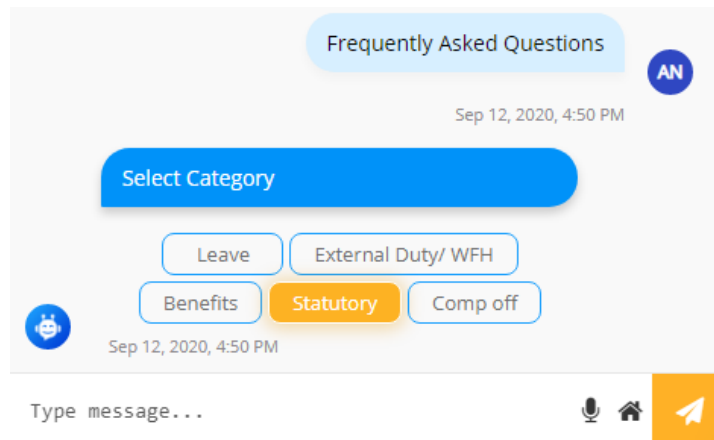 Frequently Asked Questions
AN
Sep 12, 2020, 4:50 PM
Select Category
Leave
External Duty/ WFH
Benefits
Statutory
Comp off
Sep 12, 2020, 4:50 PM
Type message...